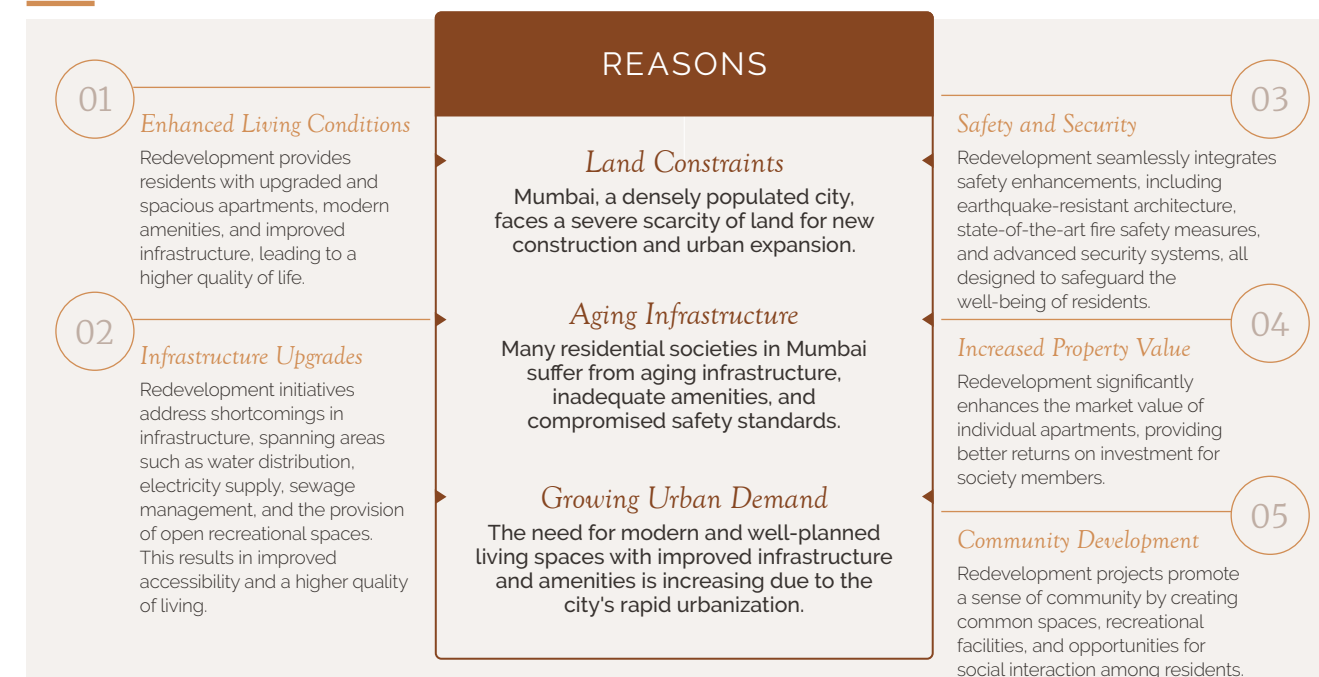 01
Enhanced Living Conditions
Redevelopment provides
residents with upgraded and
spacious apartments, modern
amenities, and improved
infrastructure, leading to a
higher quality of life.
02
Infrastructure Upgrades
Redevelopment initiatives
address shortcomings in
infrastructure, spanning areas
such as water distribution,
electricity supply, sewage
management, and the provision
of open recreational spaces.
This results in improved
accessibility and a higher quality
of living.
REASONS
Land Constraints
Mumbai, a densely populated city,
faces a severe scarcity of land for new
construction and urban expansion.
Aging Infrastructure
Many residential societies in Mumbai
suffer from aging infrastructure,
inadequate amenities, and
compromised safety standards.
Growing Urban Demand
The need for modern and well-planned
living spaces with improved infrastructure
and amenities is increasing due to the
city's rapid urbanization.
03
Safety and Security
Redevelopment seamlessly integrates
safety enhancements, including
earthquake-resistant architecture,
state-of-the-art fire safety measures,
and advanced security systems, all
designed to safeguard the
well-being of residents.
04
Increased Property Value
Redevelopment significantly
enhances the market value of
individual apartments, providing
better returns on investment for
society members.
05
Community Development
Redevelopment projects promote
a sense of community by creating
common spaces, recreational
facilities, and opportunities for
social interaction among residents.